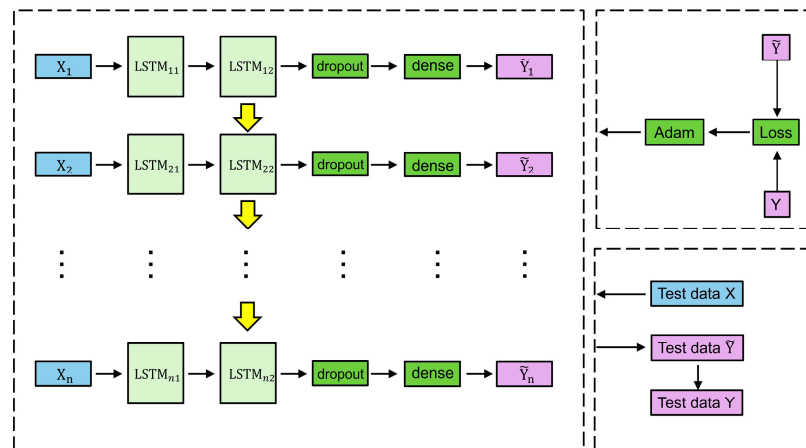 X₁ LSTM₁₁ LSTM₁₂ dropout dense Ỹ₁
X₂ LSTM₂₁ LSTM₂₂ dropout dense Ỹ₂
⋮ ⋮ ⋮ ⋮ ⋮ ⋮
Xₙ LSTMₙ₁ LSTMₙ₂ dropout dense Ỹₙ
Ỹ
Adam Loss
Y
Test data X
Test data Ỹ
Test data Y